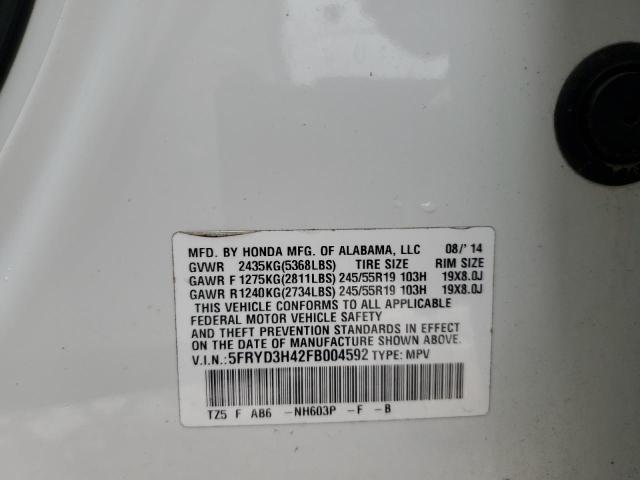 MFD. BY HONDA MFG. OF ALABAMA, LLC 08/'14
GVWR 2435KG(5368LBS) TIRE SIZE RIM SIZE
GAWR F 1275KG(2811LBS) 245/55R19 103H 19X8.0J
GAWR R1240KG(2734LBS) 245/55R19 103H 19X8.0J
THIS VEHICLE CONFORMS TO ALL APPLICABLE
FEDERAL MOTOR VEHICLE SAFETY
AND THEFT PREVENTION STANDARDS IN EFFECT
ON THE DATE OF MANUFACTURE SHOWN ABOVE.
V.I.N.:5FRYD3H42FB004592 TYPE: MPV
TZ5 F AB6 -NH603P -F -B